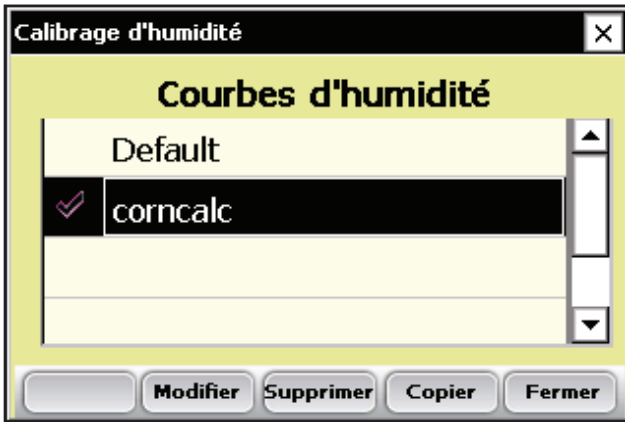 Calibrage d'humidité
Courbes d'humidité
Default
corncalc
Modifier Supprimer Copier Fermer